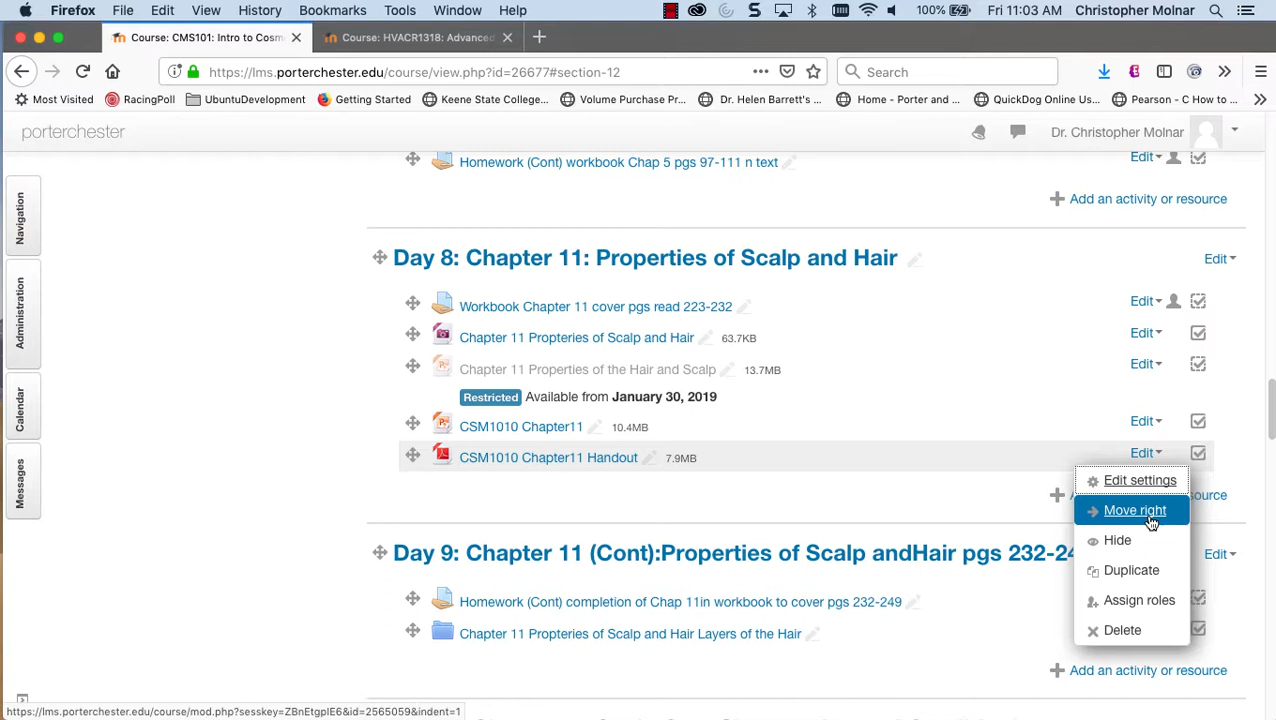 Firefox File Edit View History Bookmarks Tools Window Help 100% Fri 11:03 AM Christopher Molnar
Course: CMS101: Intro to Cosm Course: HVACR1318: Advanced
https://lms.porterchester.edu/course/view.php?id=26677#section-12 Search
Most Visited RacingPoll UbuntuDevelopment Getting Started Keene State College... Volume Purchase Pr... Dr. Helen Barrett's... Home - Porter and ... QuickDog Online Us... Pearson - C How to ...
porterchester Dr. Christopher Molnar
Navigation
Administration
Calendar
Messages
Homework (Cont) workbook Chap 5 pgs 97-111 n text Edit
Add an activity or resource
Day 8: Chapter 11: Properties of Scalp and Hair Edit
Workbook Chapter 11 cover pgs read 223-232 Edit
Chapter 11 Propteries of Scalp and Hair 63.7KB Edit
Chapter 11 Properties of the Hair and Scalp 13.7MB Edit
Restricted Available from January 30, 2019
CSM1010 Chapter11 10.4MB Edit
CSM1010 Chapter11 Handout 7.9MB Edit
Edit settings
source
Move right
Hide
Duplicate
Assign roles
Delete
Day 9: Chapter 11 (Cont):Properties of Scalp andHair pgs 232-24 Edit
Homework (Cont) completion of Chap 11in workbook to cover pgs 232-249
Chapter 11 Propteries of Scalp and Hair Layers of the Hair
Add an activity or resource
https://lms.porterchester.edu/course/mod.php?sesskey=ZBnEtgpIE6&id=2565059&indent=1